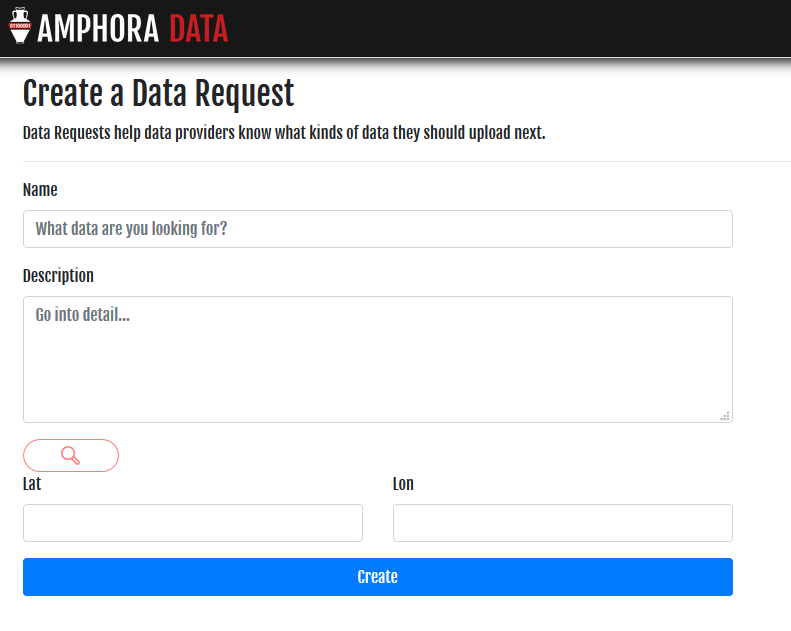 01100001
AMPHORA DATA
Create a Data Request
Data Requests help data providers know what kinds of data they should upload next.
Name
What data are you looking for?
Description
Go into detail...
Lat
Lon
Create